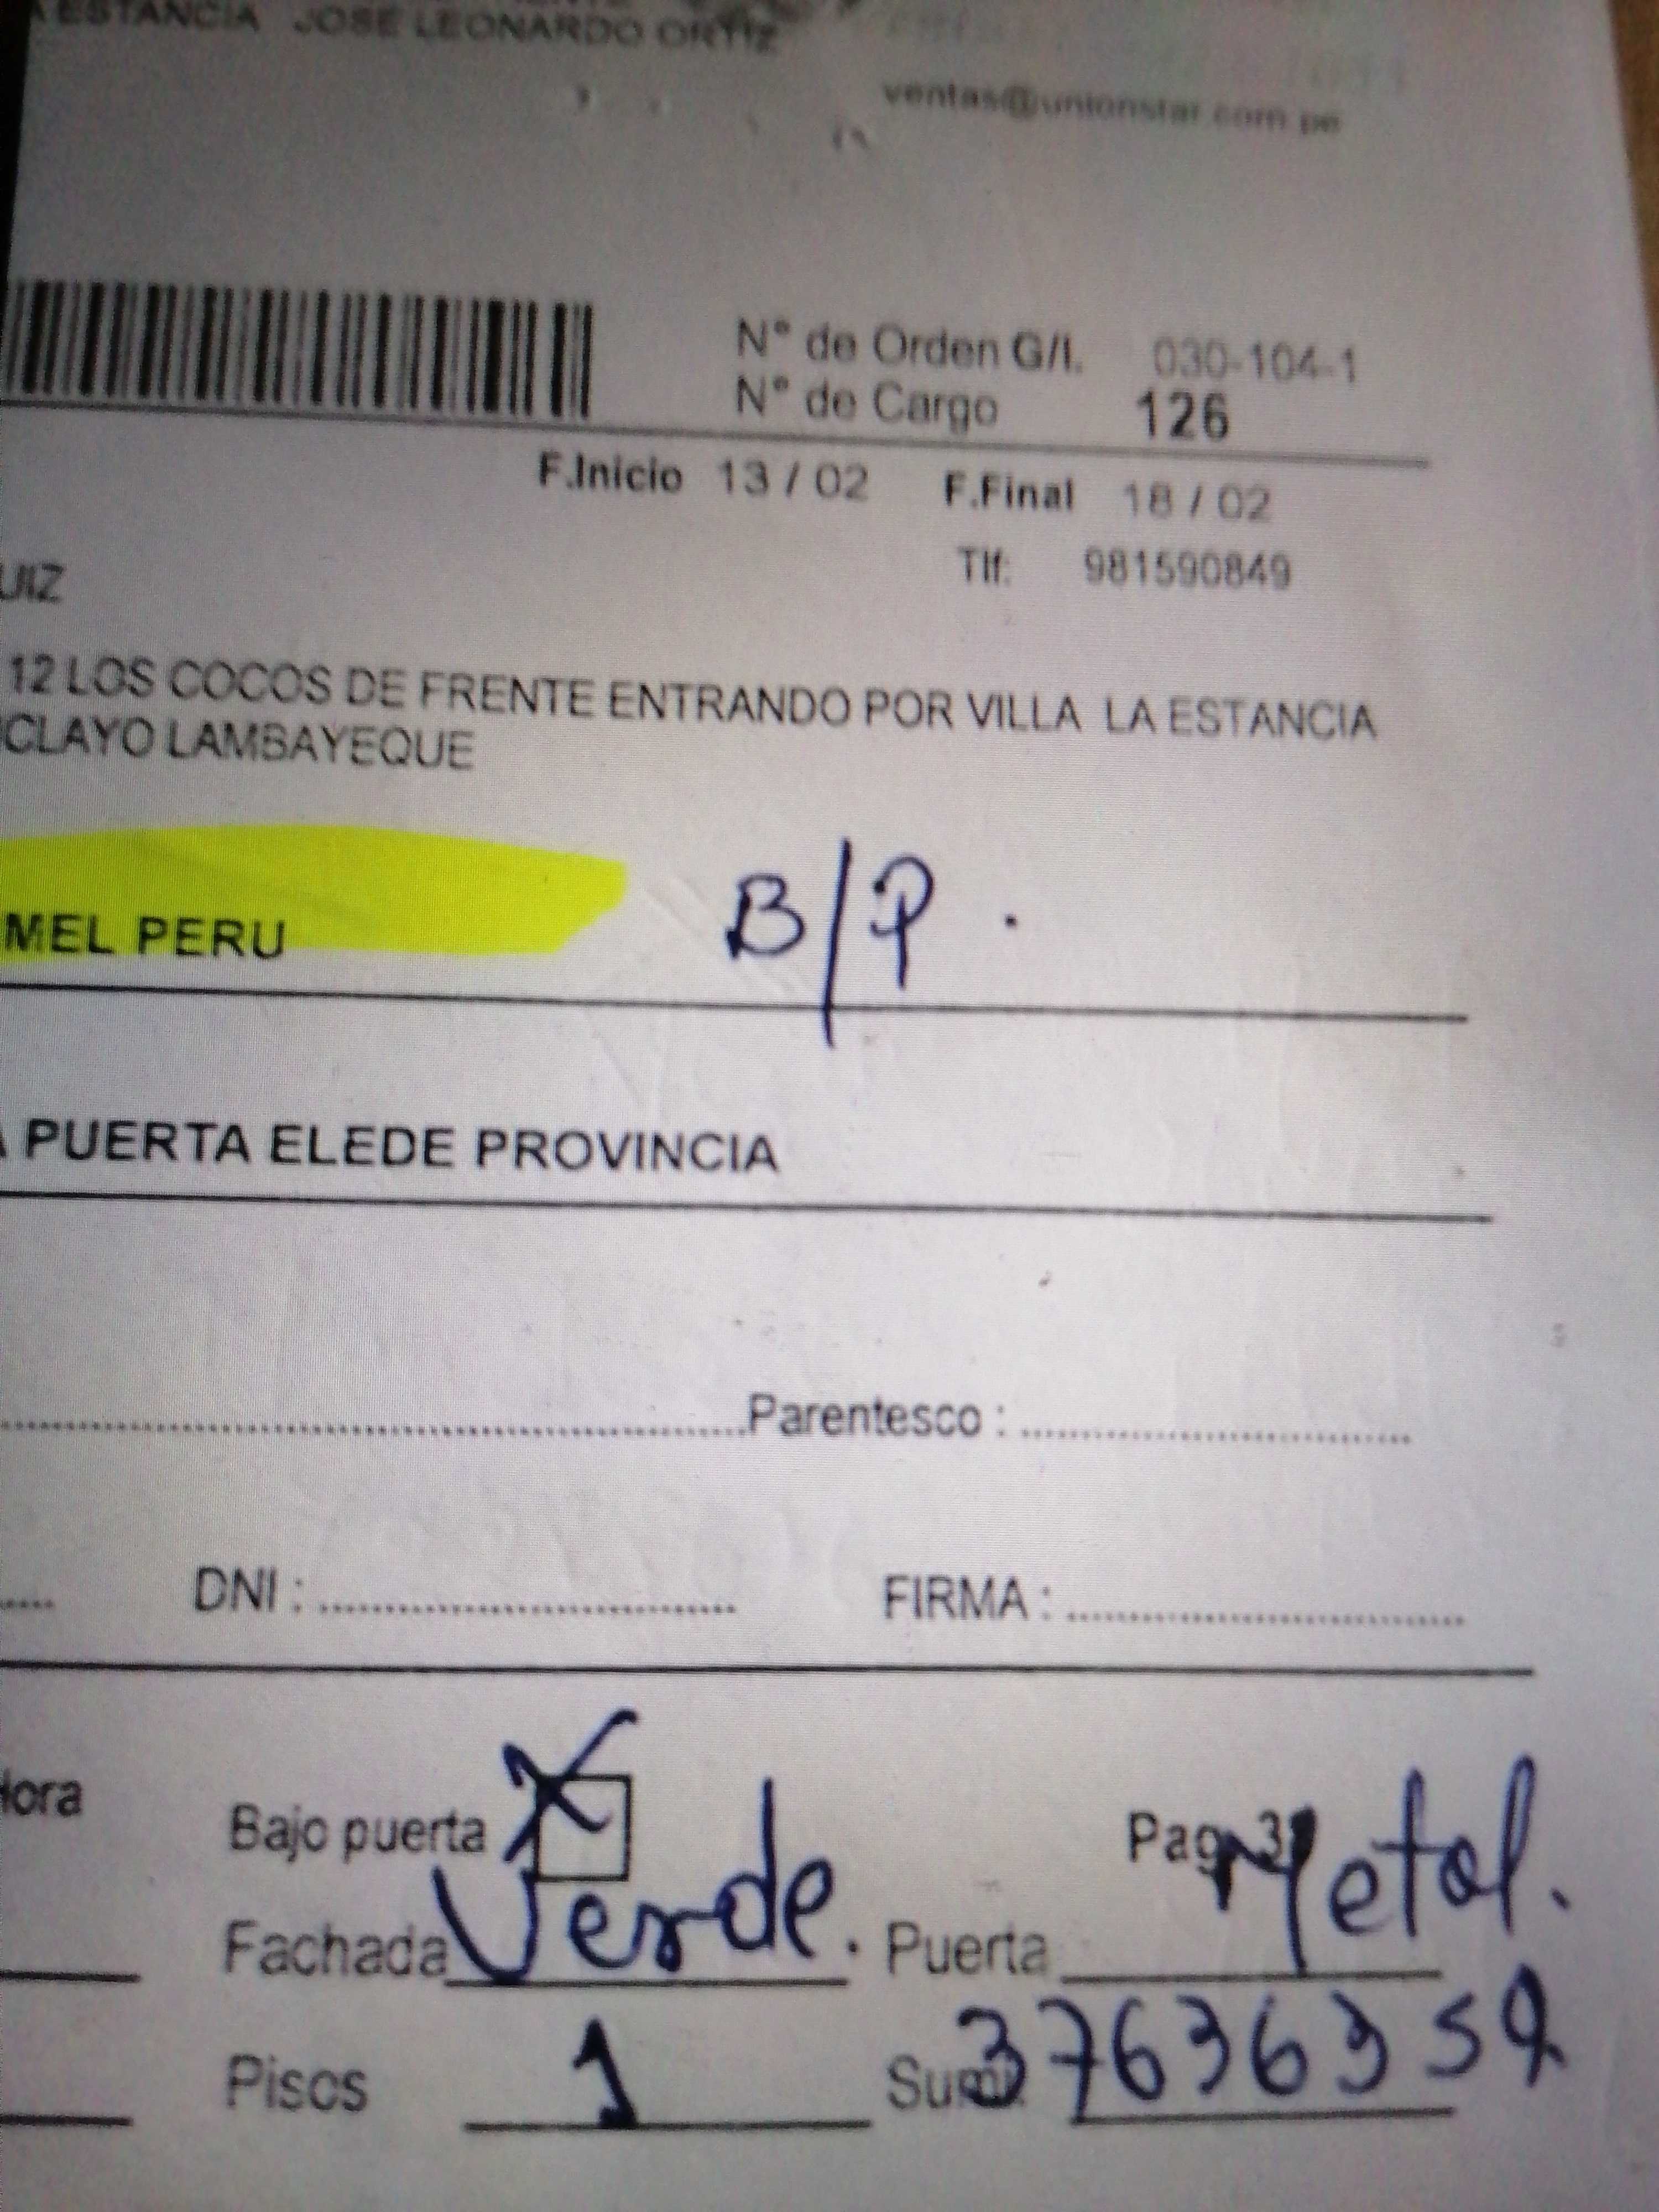 ESTANCIA JOSE LEONARDO ORTIZ
ventas@unionstar.com.pe
N° de Orden G/I. 030-104-1
N° de Cargo 126
F.Inicio 13 / 02 F.Final 18 / 02
UIZ Tlf: 981590849
12 LOS COCOS DE FRENTE ENTRANDO POR VILLA LA ESTANCIA
CLAYO LAMBAYEQUE
MEL PERU B/P.
A PUERTA ELEDE PROVINCIA
Parentesco :
DNI : FIRMA :
Hora Bajo puerta X Pag 3
Fachada Verde. Puerta Metal.
Pisos 1 Sumi. 37636359